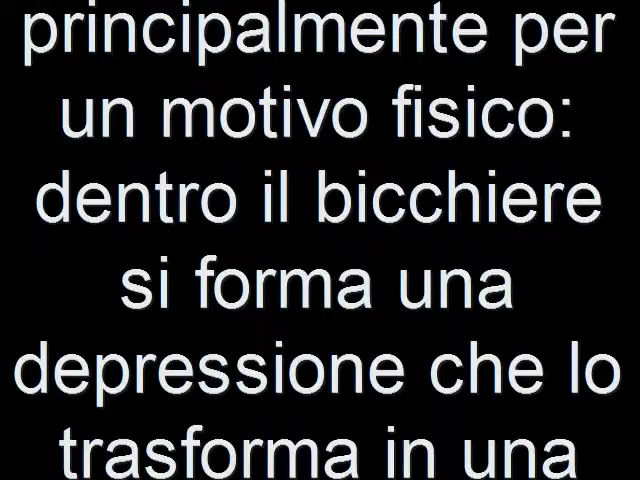 principalmente per
un motivo fisico:
dentro il bicchiere
si forma una
depressione che lo
trasforma in una